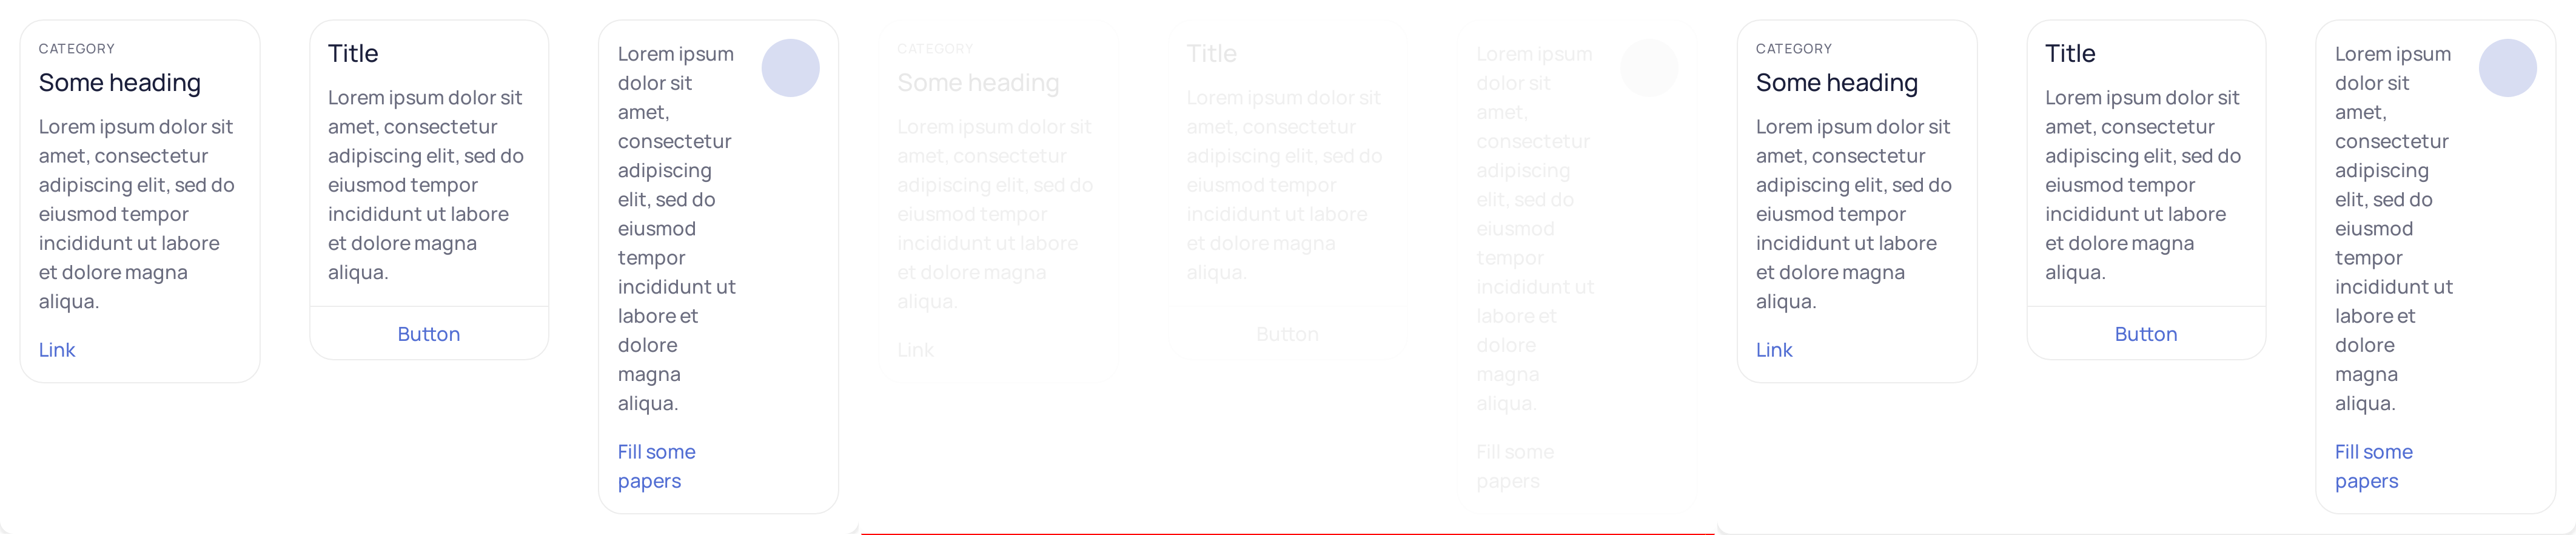 CATEGORY
Some heading
Lorem ipsum dolor sit
amet, consectetur
adipiscing elit, sed do
eiusmod tempor
incididunt ut labore
et dolore magna
aliqua.
Link
Title
Lorem ipsum dolor sit
amet, consectetur
adipiscing elit, sed do
eiusmod tempor
incididunt ut labore
et dolore magna
aliqua.
Button
Lorem ipsum
dolor sit
amet,
consectetur
adipiscing
elit, sed do
eiusmod
tempor
incididunt ut
labore et
dolore
magna
aliqua.
Fill some
papers
CATEGORY
Some heading
Lorem ipsum dolor sit
amet, consectetur
adipiscing elit, sed do
eiusmod tempor
incididunt ut labore
et dolore magna
aliqua.
Link
Title
Lorem ipsum dolor sit
amet, consectetur
adipiscing elit, sed do
eiusmod tempor
incididunt ut labore
et dolore magna
aliqua.
Button
Lorem ipsum
dolor sit
amet,
consectetur
adipiscing
elit, sed do
eiusmod
tempor
incididunt ut
labore et
dolore
magna
aliqua.
Fill some
papers
CATEGORY
Some heading
Lorem ipsum dolor sit
amet, consectetur
adipiscing elit, sed do
eiusmod tempor
incididunt ut labore
et dolore magna
aliqua.
Link
Title
Lorem ipsum dolor sit
amet, consectetur
adipiscing elit, sed do
eiusmod tempor
incididunt ut labore
et dolore magna
aliqua.
Button
Lorem ipsum
dolor sit
amet,
consectetur
adipiscing
elit, sed do
eiusmod
tempor
incididunt ut
labore et
dolore
magna
aliqua.
Fill some
papers